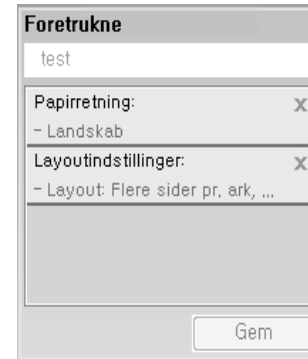 Foretrukne
test
Papirretning: X
- Landskab
Layoutindstillinger: X
- Layout: Flere sider pr. ark, ...
Gem